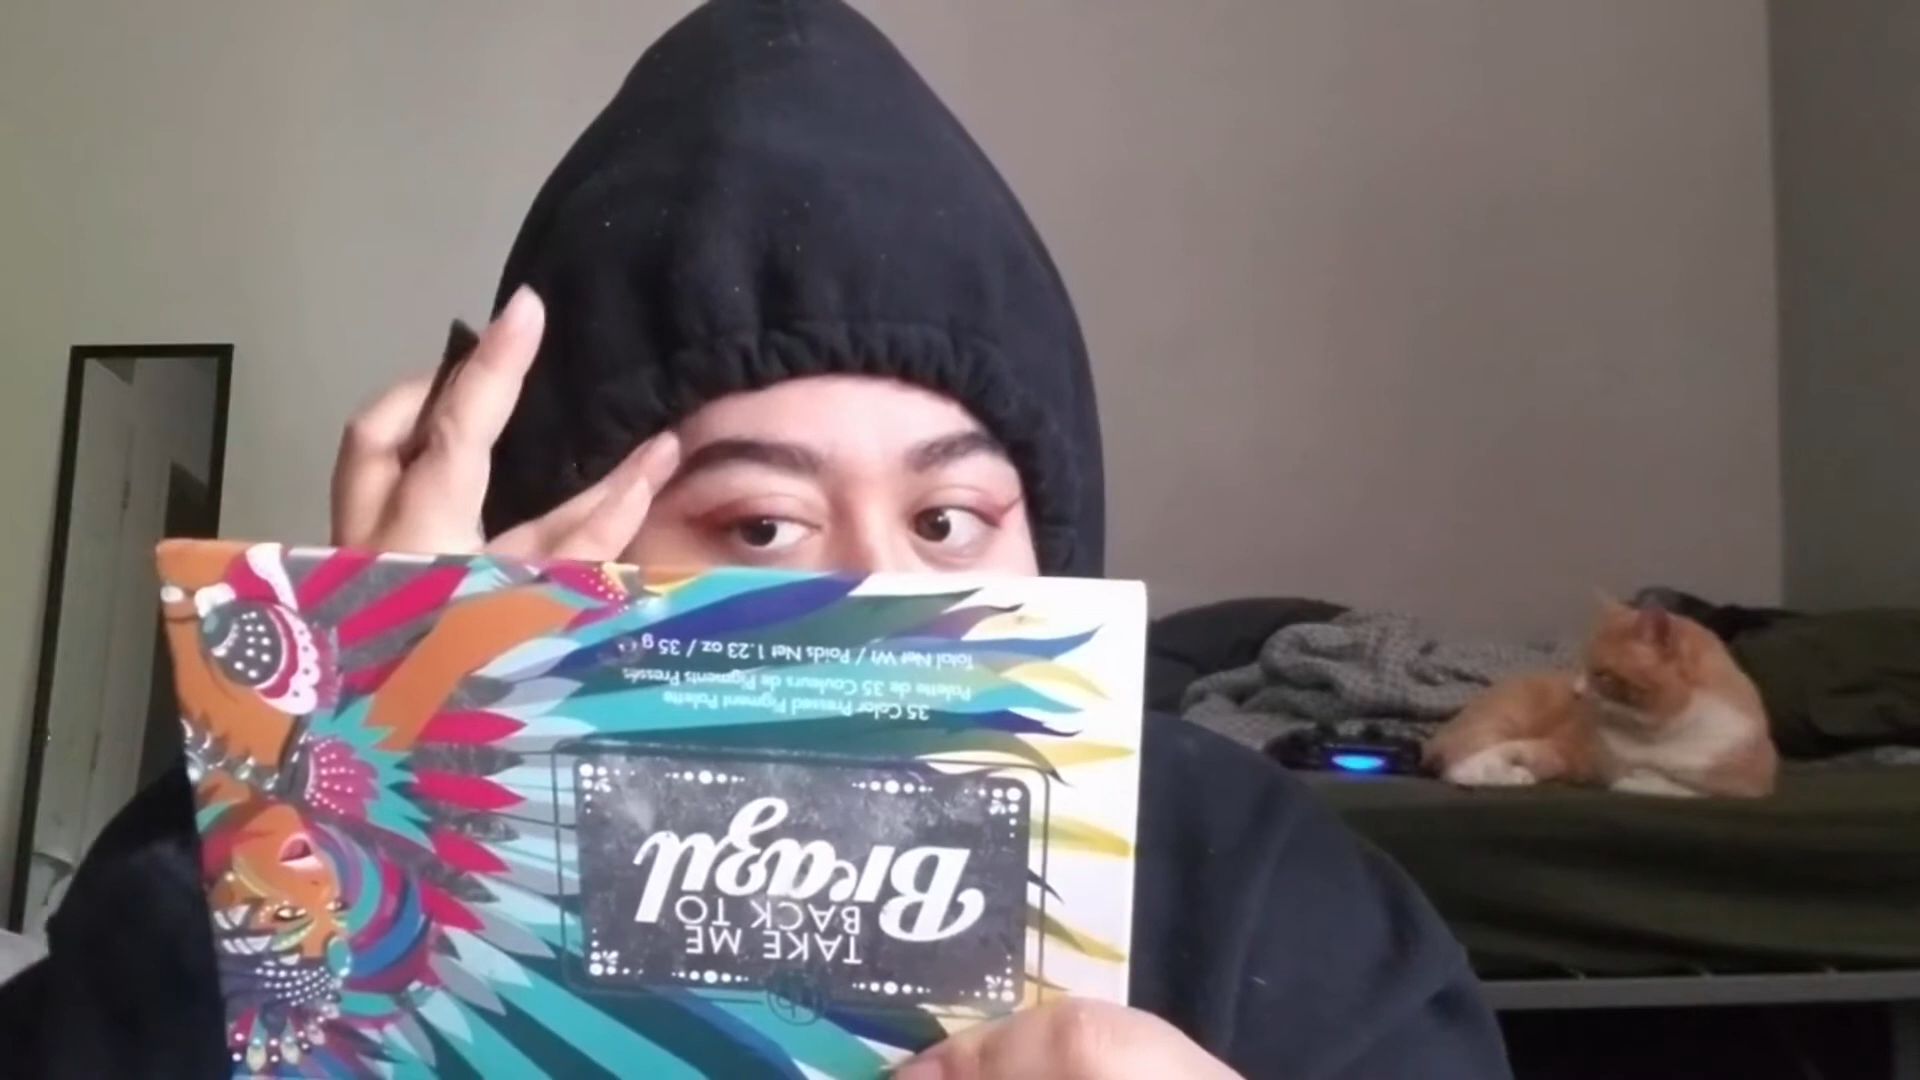 TAKE ME
BACK TO
Brazil
35 Color Pressed Pigment Palette
Palette de 35 Couleurs de Pigments Pressés
Total Net Wt / Poids Net 1.23 oz / 35 g